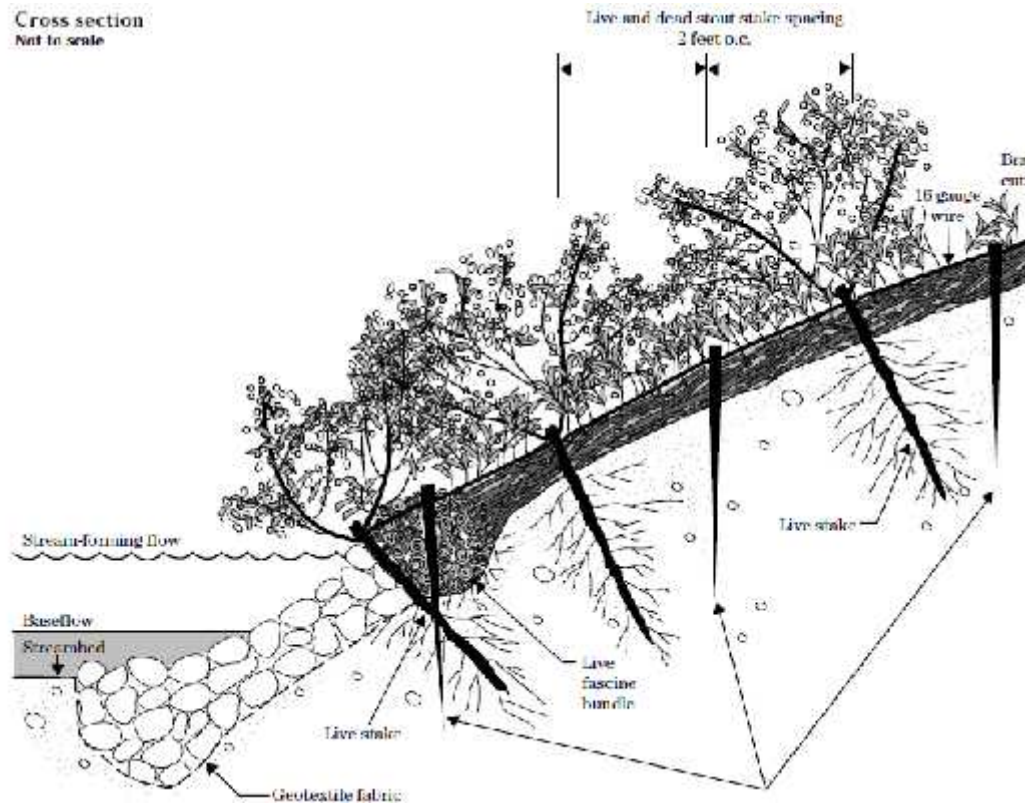 Cross section
Not to scale
Live and dead stout stake spacing
2 feet o.c.
16 gauge
wire
Stream-forming flow
Baseflow
Streambed
Live stake
Live stake
Live
fascine
bundle
Geotextile fabric